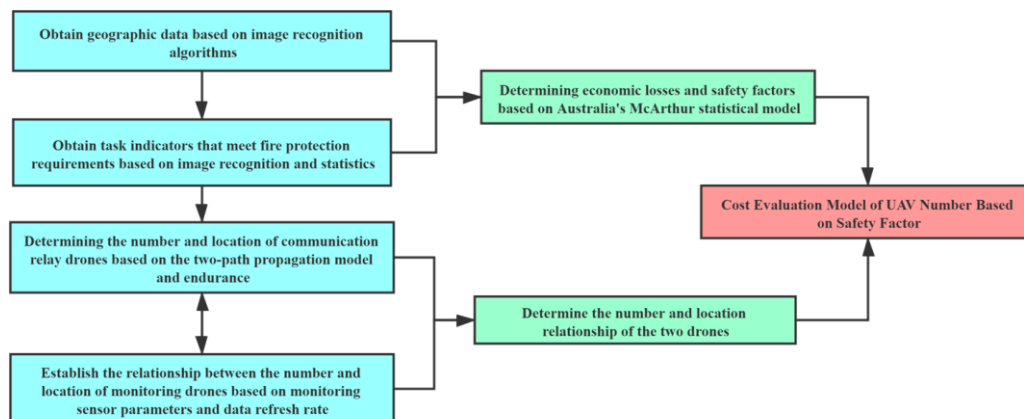 Obtain geographic data based on image recognition
algorithms
Determining economic losses and safety factors
based on Australia's McArthur statistical model
Obtain task indicators that meet fire protection
requirements based on image recognition and statistics
Cost Evaluation Model of UAV Number Based
on Safety Factor
Determining the number and location of communication
relay drones based on the two-path propagation model
and endurance
Determine the number and location
relationship of the two drones
Establish the relationship between the number and
location of monitoring drones based on monitoring
sensor parameters and data refresh rate